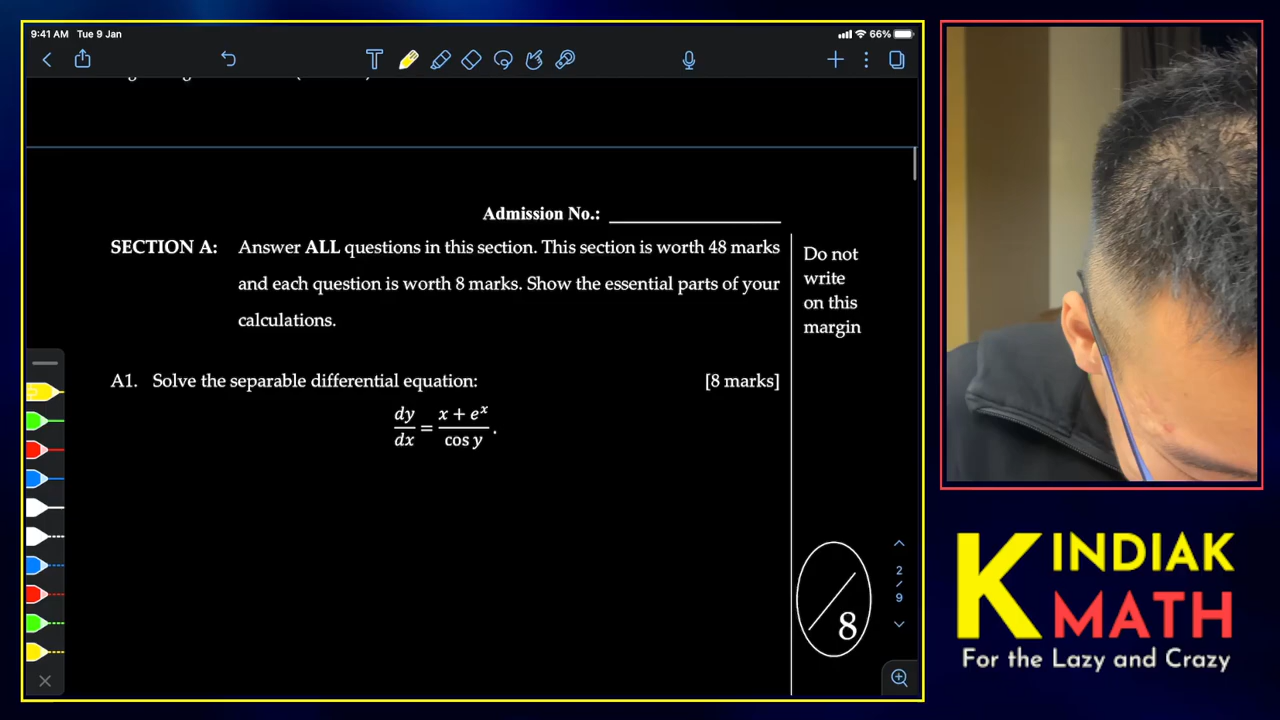 9:41 AM Tue 9 Jan
66%
Admission No.: ____________________
SECTION A: Answer ALL questions in this section. This section is worth 48 marks
and each question is worth 8 marks. Show the essential parts of your
calculations.
Do not
write
on this
margin
A1. Solve the separable differential equation: [8 marks]
dy/dx = (x + e^x)/(cos y).
2/9
/8
KINDIAK
MATH
For the Lazy and Crazy